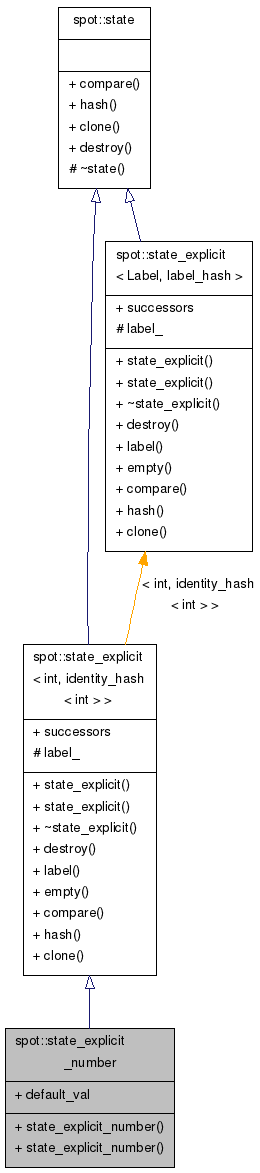 spot::state
+ compare()
+ hash()
+ clone()
+ destroy()
# ~state()
spot::state_explicit
< Label, label_hash >
+ successors
# label_
+ state_explicit()
+ state_explicit()
+ ~state_explicit()
+ destroy()
+ label()
+ empty()
+ compare()
+ hash()
+ clone()
< int, identity_hash
< int > >
spot::state_explicit
< int, identity_hash
< int > >
+ successors
# label_
+ state_explicit()
+ state_explicit()
+ ~state_explicit()
+ destroy()
+ label()
+ empty()
+ compare()
+ hash()
+ clone()
spot::state_explicit
_number
+ default_val
+ state_explicit_number()
+ state_explicit_number()